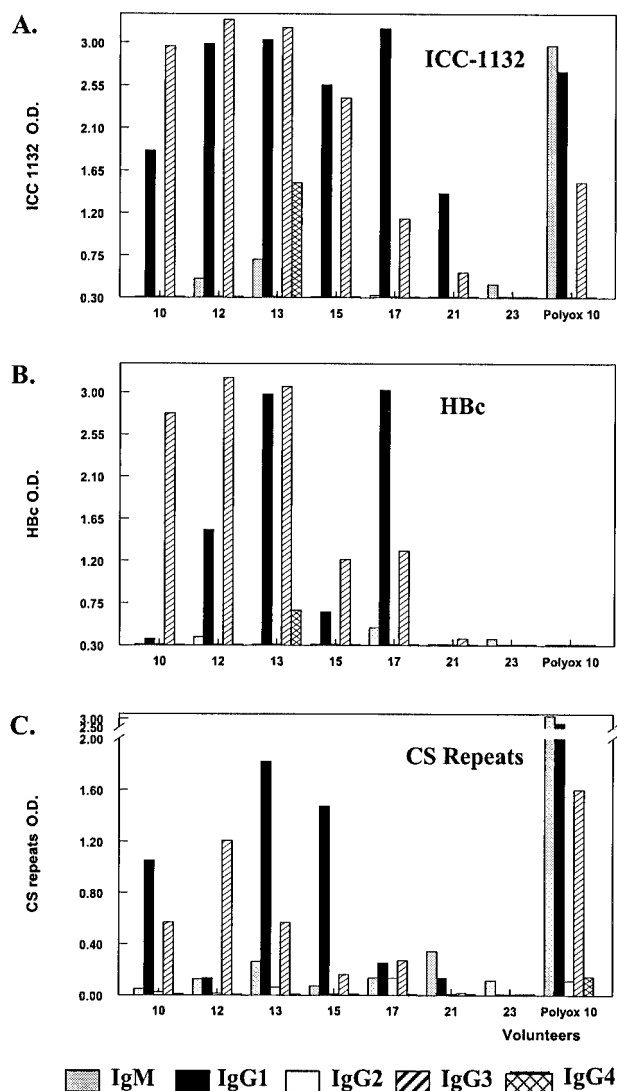 A.
ICC-1132
ICC 1132 O.D.
3.00
2.55
2.10
1.65
1.20
0.75
0.30
10 12 13 15 17 21 23 Polyox 10
B.
HBc
HBc O.D.
3.00
2.55
2.10
1.65
1.20
0.75
0.30
10 12 13 15 17 21 23 Polyox 10
C.
CS Repeats
CS repeats O.D.
3.00
2.50
2.00
1.60
1.20
0.80
0.40
0.00
10 12 13 15 17 21 23 Polyox 10
Volunteers
IgM IgG1 IgG2 IgG3 IgG4